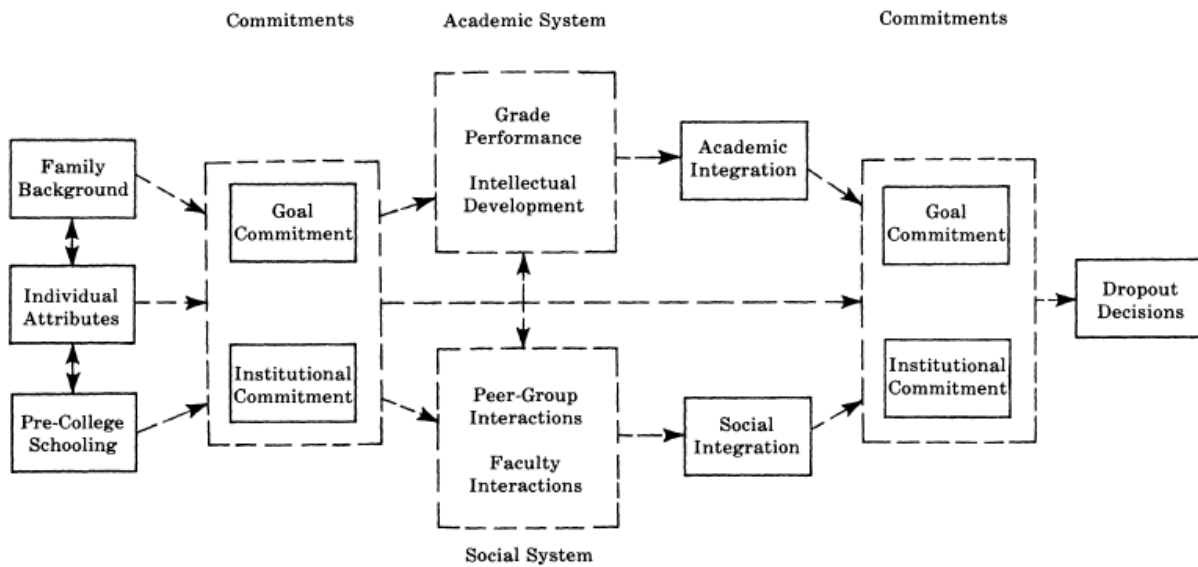 Commitments
Academic System
Commitments
Family
Background
Individual
Attributes
Pre-College
Schooling
Goal
Commitment
Institutional
Commitment
Grade
Performance
Intellectual
Development
Peer-Group
Interactions
Faculty
Interactions
Social System
Academic
Integration
Social
Integration
Goal
Commitment
Institutional
Commitment
Dropout
Decisions